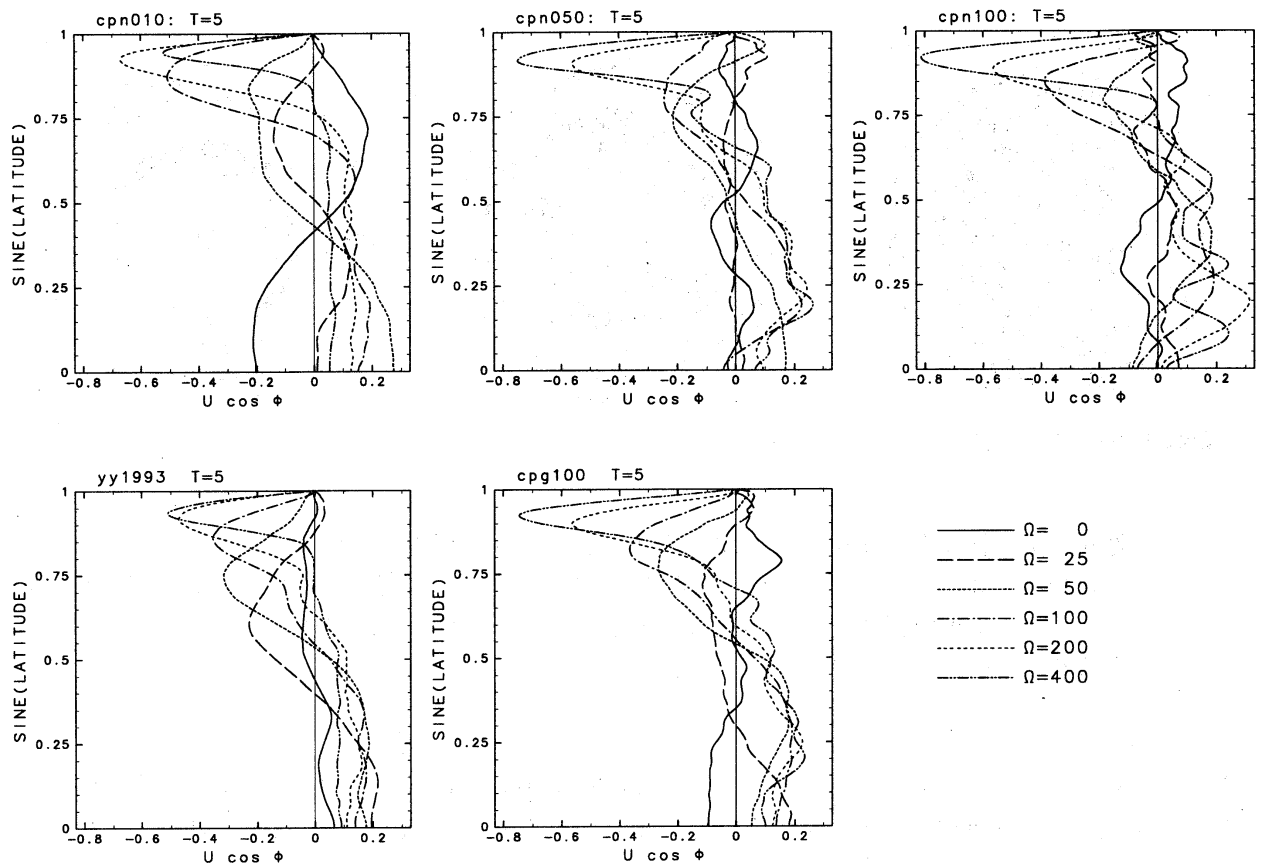 cpn010: T=5
SINE(LATITUDE)
1
0.75
0.5
0.25
0
-0.8 -0.6 -0.4 -0.2 0 0.2
U cos ϕ
cpn050: T=5
SINE(LATITUDE)
1
0.75
0.5
0.25
0
-0.8 -0.6 -0.4 -0.2 0 0.2
U cos ϕ
cpn100: T=5
SINE(LATITUDE)
1
0.75
0.5
0.25
0
-0.8 -0.6 -0.4 -0.2 0 0.2
U cos ϕ
yy1993 T=5
SINE(LATITUDE)
1
0.75
0.5
0.25
0
-0.8 -0.6 -0.4 -0.2 0 0.2
U cos ϕ
cpg100 T=5
SINE(LATITUDE)
1
0.75
0.5
0.25
0
-0.8 -0.6 -0.4 -0.2 0 0.2
U cos ϕ
Ω= 0
Ω= 25
Ω= 50
Ω=100
Ω=200
Ω=400